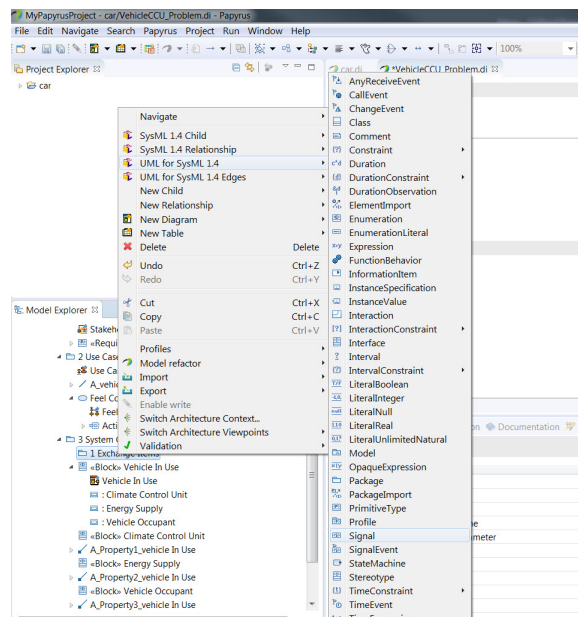 MyPapyrusProject - car/VehicleCCU_Problem.di - Papyrus
File Edit Navigate Search Papyrus Project Run Window Help
100%
Project Explorer
car
car.di
*VehicleCCU_Problem.di
Navigate
SysML 1.4 Child
SysML 1.4 Relationship
UML for SysML 1.4
UML for SysML 1.4 Edges
New Child
New Relationship
New Diagram
New Table
Delete Delete
Undo Ctrl+Z
Redo Ctrl+Y
Cut Ctrl+X
Copy Ctrl+C
Paste Ctrl+V
Profiles
Model refactor
Import
Export
Enable write
Switch Architecture Context...
Switch Architecture Viewpoints
Validation
AnyReceiveEvent
CallEvent
ChangeEvent
Class
Comment
Constraint
Duration
DurationConstraint
DurationObservation
ElementImport
Enumeration
EnumerationLiteral
Expression
FunctionBehavior
InformationItem
InstanceSpecification
InstanceValue
Interaction
InteractionConstraint
Interface
Interval
IntervalConstraint
LiteralBoolean
LiteralInteger
LiteralNull
LiteralReal
LiteralUnlimitedNatural
Model
OpaqueExpression
Package
PackageImport
PrimitiveType
Profile
Signal
SignalEvent
StateMachine
Stereotype
TimeConstraint
TimeEvent
Model Explorer
Stakeh
«Requi
2 Use Case
Use Ca
A_vehic
Feel Co
Feel
Acti
3 System C
1 Exchange Items
«Block» Vehicle In Use
Vehicle In Use
: Climate Control Unit
: Energy Supply
: Vehicle Occupant
«Block» Climate Control Unit
A_Property1_vehicle In Use
«Block» Energy Supply
A_Property2_vehicle In Use
«Block» Vehicle Occupant
A_Property3_vehicle In Use
on
Documentation
ne
meter